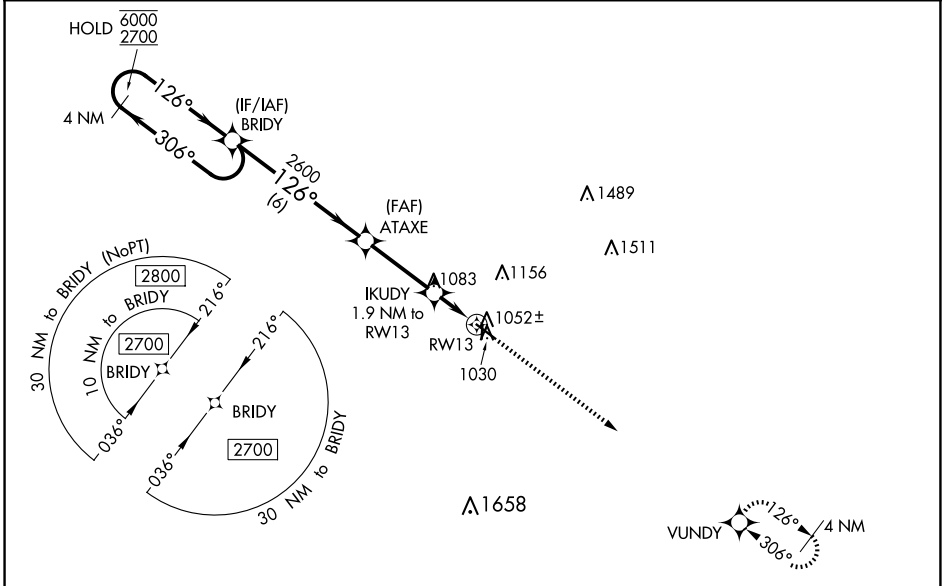 HOLD 6000
2700
126°
4 NM
306°
(IF/IAF)
BRIDY
2600
126°
(6)
(FAF)
ATAXE
1489
1511
1083
1156
IKUDY
1.9 NM to
RW13
1052±
RW13
1030
30 NM to BRIDY (NoPT)
2800
10 NM to BRIDY
2700
216°
BRIDY
036°
216°
BRIDY
2700
036°
30 NM to BRIDY
1658
VUNDY
126°
4 NM
306°